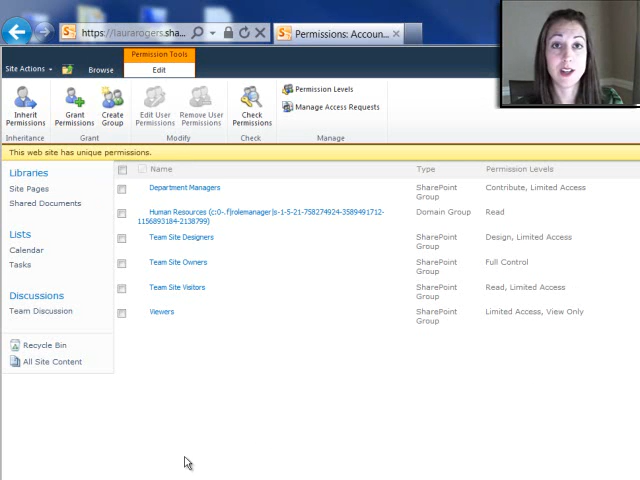 https://laurarogers.sha...
Permissions: Accoun...
Permission Tools
Site Actions
Browse
Edit
Inherit Permissions
Grant Permissions
Create Group
Edit User Permissions
Remove User Permissions
Check Permissions
Permission Levels
Manage Access Requests
Inheritance
Grant
Modify
Check
Manage
This web site has unique permissions.
Libraries
Site Pages
Shared Documents
Lists
Calendar
Tasks
Discussions
Team Discussion
Recycle Bin
All Site Content
Name Type Permission Levels
Department Managers SharePoint Group Contribute, Limited Access
Human Resources (c:0-.f|rolemanager|s-1-5-21-758274924-3589491712-
1156893184-2138799) Domain Group Read
Team Site Designers SharePoint Group Design, Limited Access
Team Site Owners SharePoint Group Full Control
Team Site Visitors SharePoint Group Read, Limited Access
Viewers SharePoint Group Limited Access, View Only